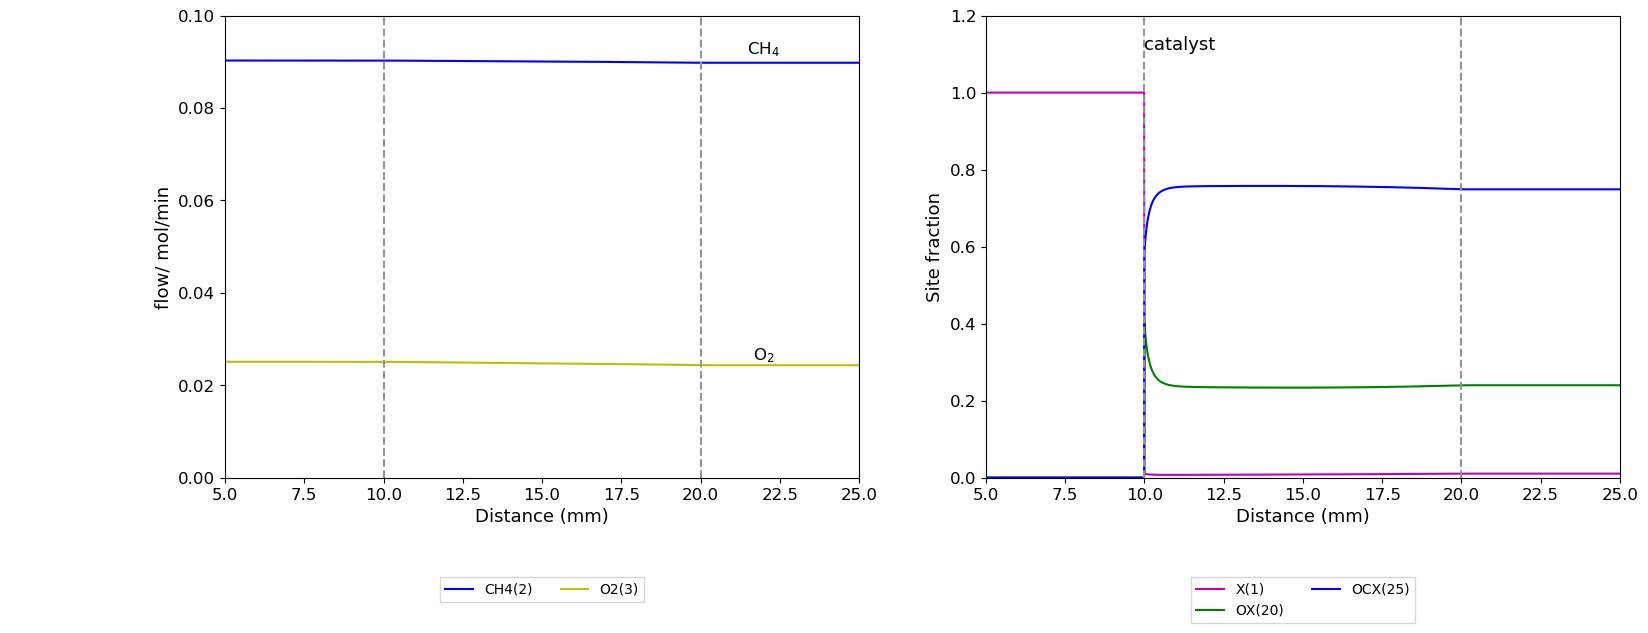 0.10
0.08
0.06
0.04
0.02
0.00
flow/ mol/min
CH₄
O₂
5.0 7.5 10.0 12.5 15.0 17.5 20.0 22.5 25.0
Distance (mm)
CH4(2) O2(3)
1.2
1.0
0.8
0.6
0.4
0.2
0.0
Site fraction
catalyst
5.0 7.5 10.0 12.5 15.0 17.5 20.0 22.5 25.0
Distance (mm)
X(1) OCX(25)
OX(20)